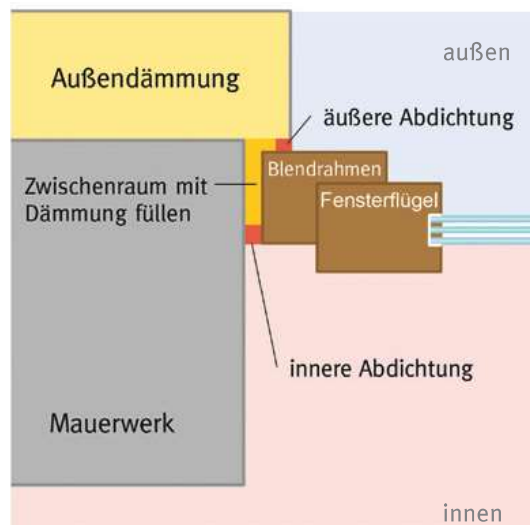 außen
Außendämmung
äußere Abdichtung
Blendrahmen
Zwischenraum mit
Dämmung füllen
Fensterflügel
innere Abdichtung
Mauerwerk
innen